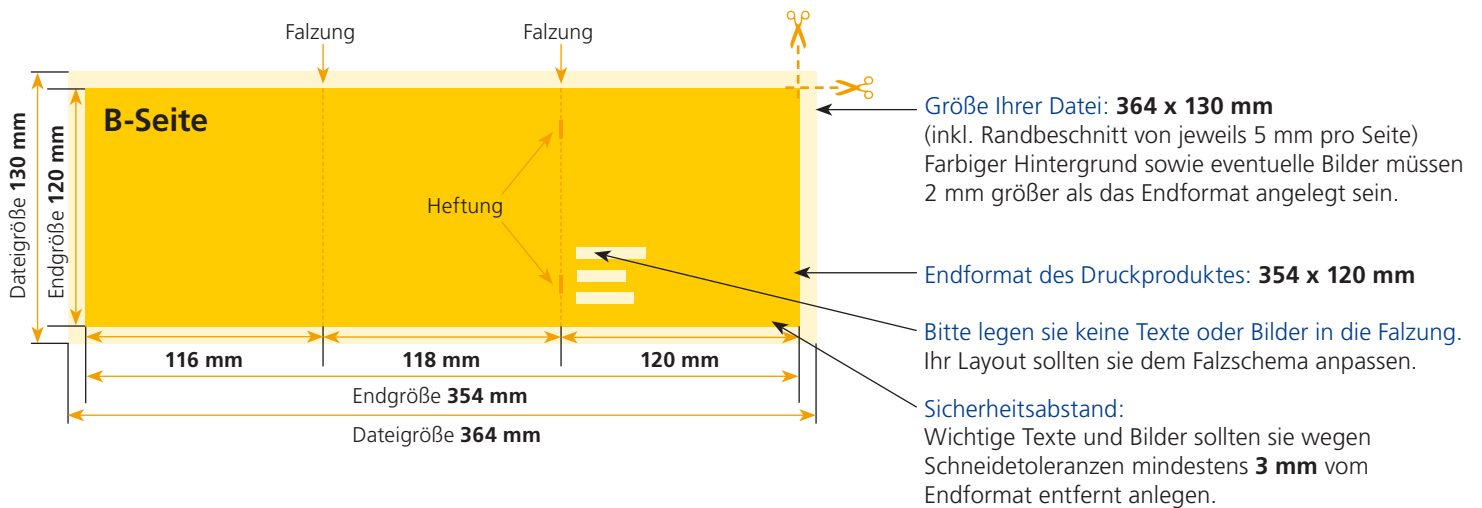 Falzung
Falzung
B-Seite
Dateigröße 130 mm
Endgröße 120 mm
Heftung
116 mm
118 mm
120 mm
Endgröße 354 mm
Dateigröße 364 mm
Größe Ihrer Datei: 364 x 130 mm
(inkl. Randbeschnitt von jeweils 5 mm pro Seite)
Farbiger Hintergrund sowie eventuelle Bilder müssen
2 mm größer als das Endformat angelegt sein.
Endformat des Druckproduktes: 354 x 120 mm
Bitte legen sie keine Texte oder Bilder in die Falzung.
Ihr Layout sollten sie dem Falzschema anpassen.
Sicherheitsabstand:
Wichtige Texte und Bilder sollten sie wegen
Schneidetoleranzen mindestens 3 mm vom
Endformat entfernt anlegen.